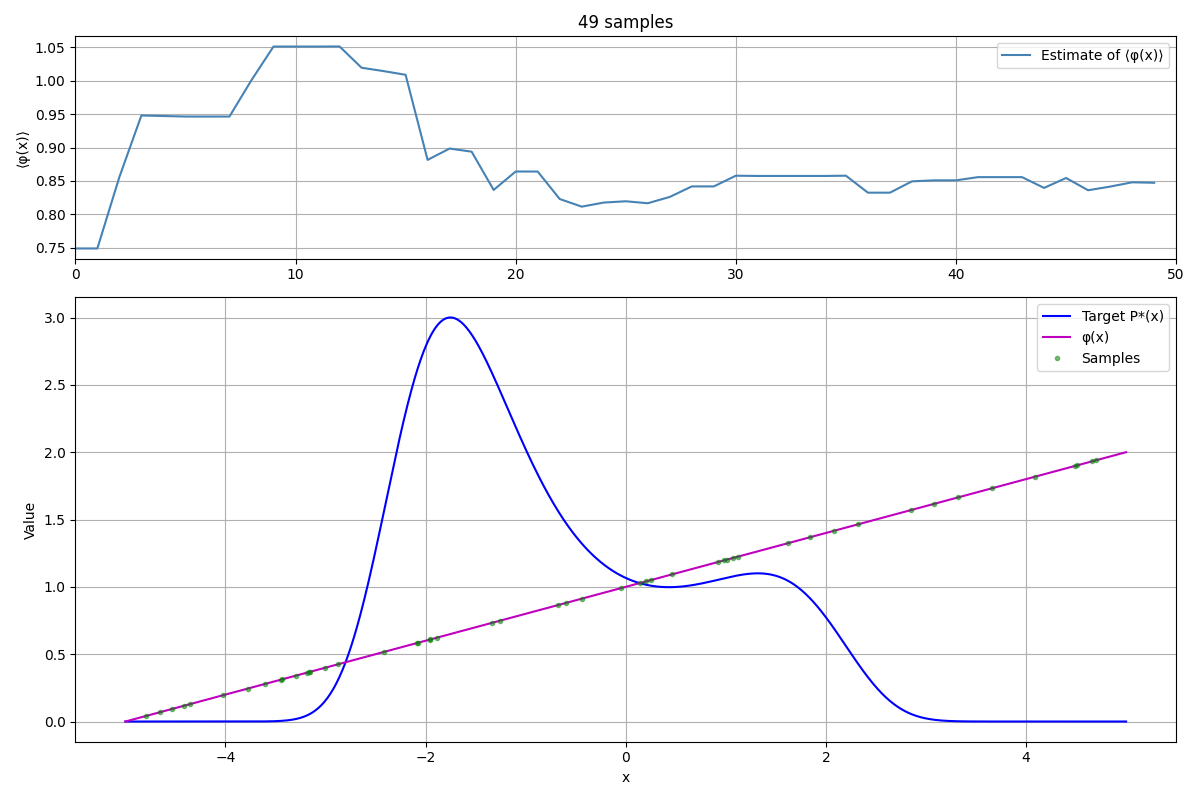 49 samples
⟨φ(x)⟩
1.05
1.00
0.95
0.90
0.85
0.80
0.75
Estimate of ⟨φ(x)⟩
0 10 20 30 40 50
Value
3.0
2.5
2.0
1.5
1.0
0.5
0.0
Target P*(x)
φ(x)
Samples
−4 −2 0 2 4
x